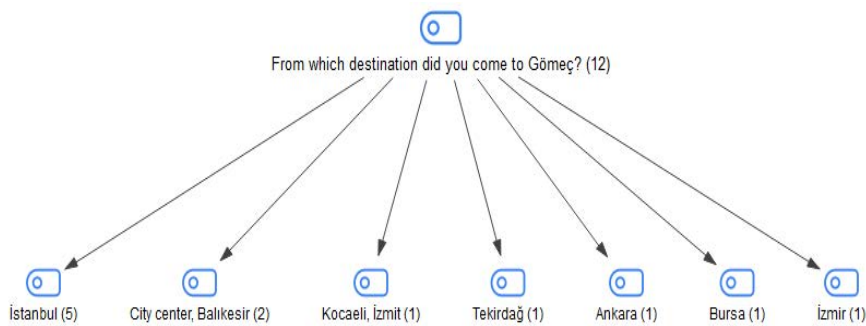 From which destination did you come to Gömeç? (12)
İstanbul (5)
City center, Balıkesir (2)
Kocaeli, İzmit (1)
Tekirdağ (1)
Ankara (1)
Bursa (1)
İzmir (1)